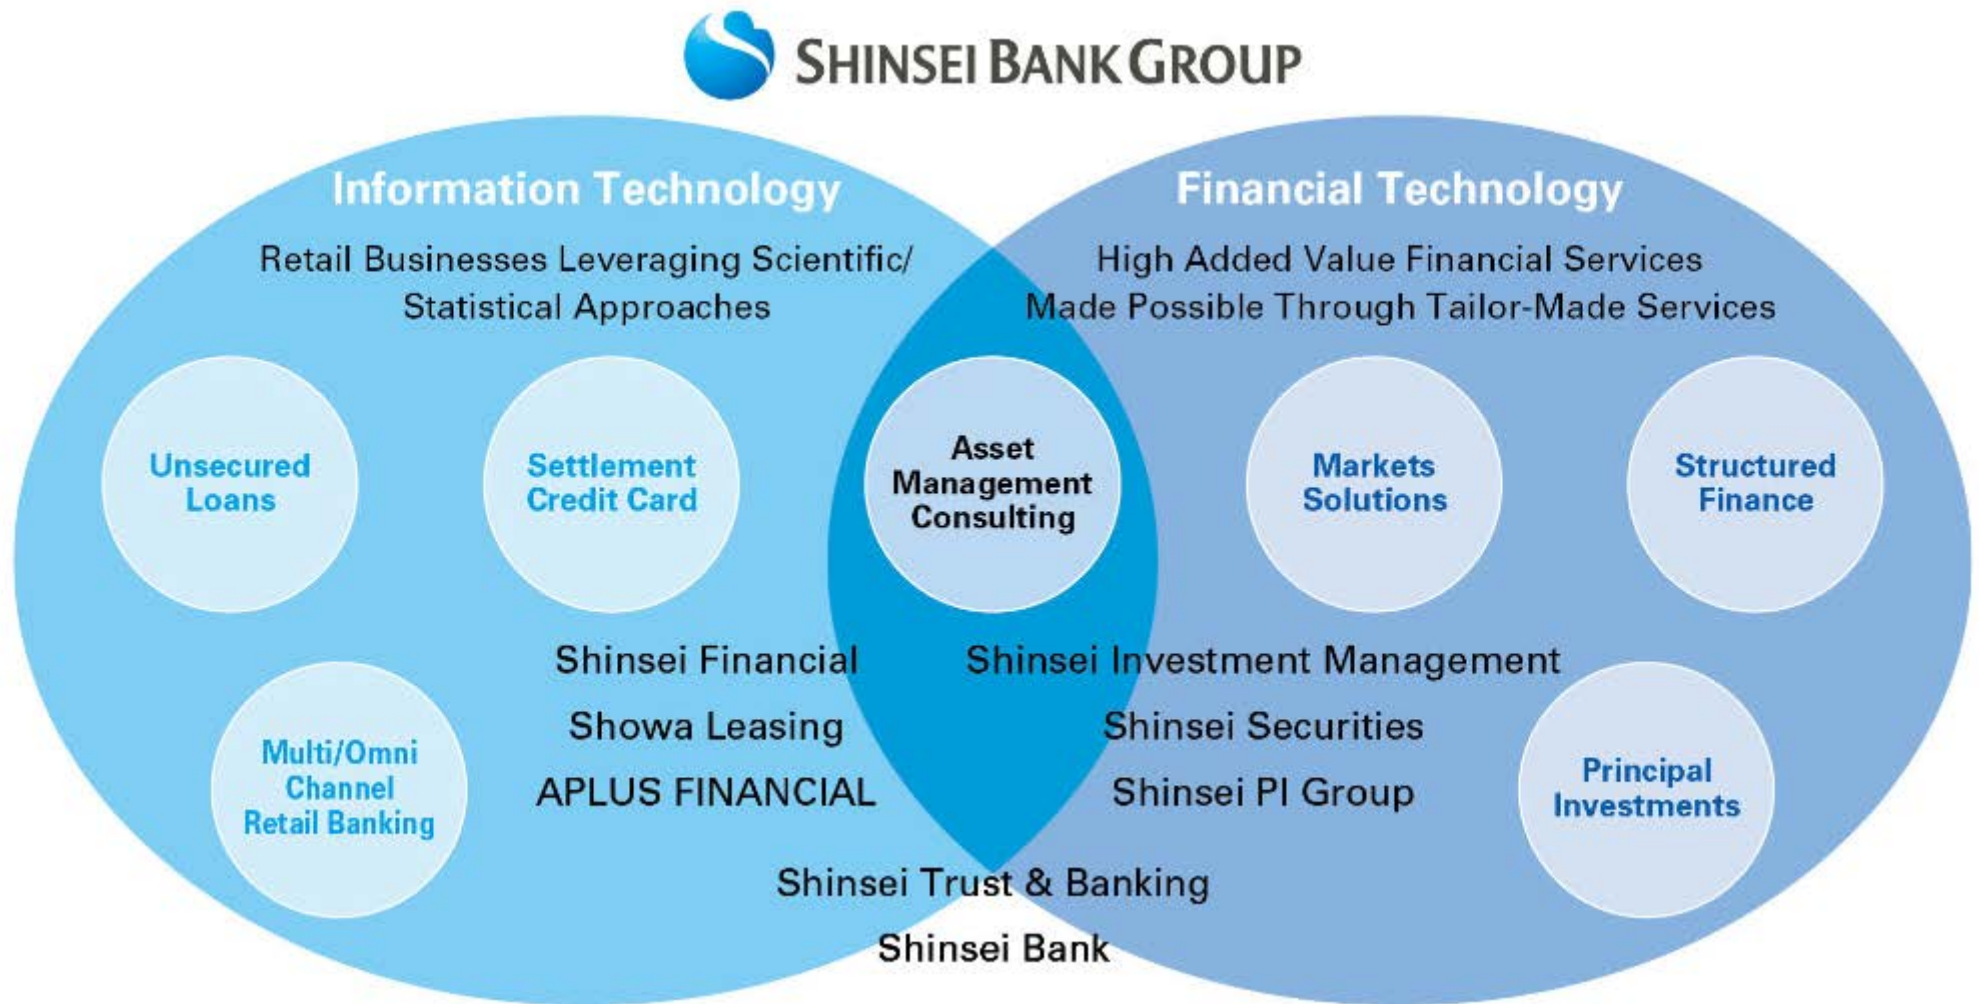 SHINSEI BANK GROUP
Information Technology
Retail Businesses Leveraging Scientific/
Statistical Approaches
Financial Technology
High Added Value Financial Services
Made Possible Through Tailor-Made Services
Unsecured
Loans
Settlement
Credit Card
Asset
Management
Consulting
Markets
Solutions
Structured
Finance
Multi/Omni
Channel
Retail Banking
Shinsei Financial
Showa Leasing
APLUS FINANCIAL
Shinsei Investment Management
Shinsei Securities
Shinsei PI Group
Principal
Investments
Shinsei Trust & Banking
Shinsei Bank